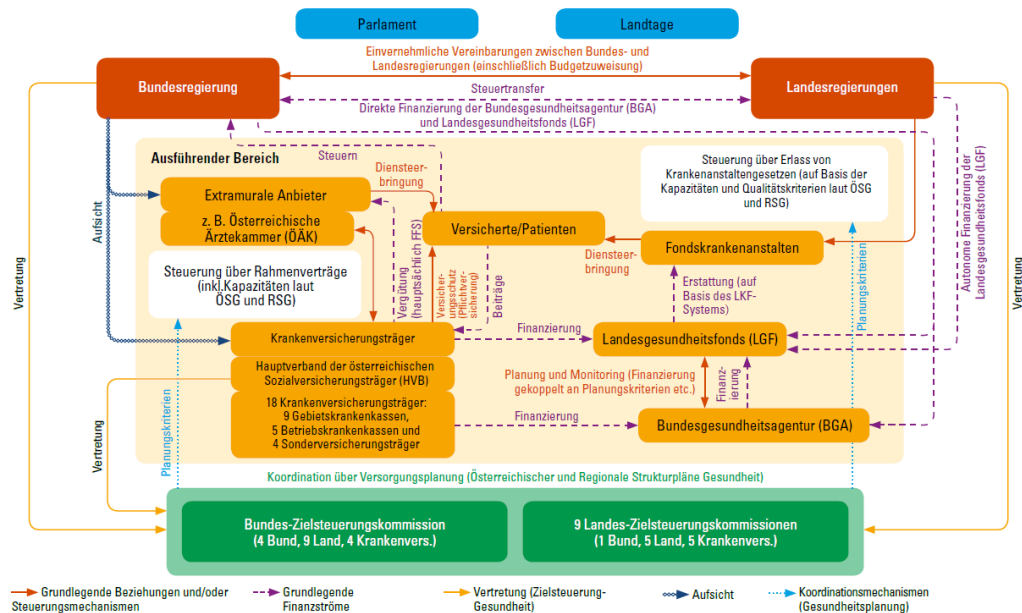 Parlament
Landtage
Einvernehmliche Vereinbarungen zwischen Bundes- und
Landesregierungen (einschließlich Budgetzuweisung)
Bundesregierung
Landesregierungen
Steuertransfer
Direkte Finanzierung der Bundesgesundheitsagentur (BGA)
und Landesgesundheitsfonds (LGF)
Ausführender Bereich
Steuern
Diensteer-
bringung
Steuerung über Erlass von
Krankenanstaltengesetzen (auf Basis der
Kapazitäten und Qualitätskriterien laut ÖSG
und RSG)
Autonome Finanzierung der
Landesgesundheitsfonds (LGF)
Extramurale Anbieter
z. B. Österreichische
Ärztekammer (ÖÄK)
Versicherte/Patienten
Fondskrankenanstalten
Diensteer-
bringung
Aufsicht
Vertretung
Vertretung
Steuerung über Rahmenverträge
(inkl.Kapazitäten laut
ÖSG und RSG)
Vergütung
(hauptsächlich FFS)
Versiche-
rungsschutz
(Pflichtver-
sicherung)
Beiträge
Erstattung (auf
Basis des LKF-
Systems)
Planungskriterien
Krankenversicherungsträger
Finanzierung
Landesgesundheitsfonds (LGF)
Hauptverband der österreichischen
Sozialversicherungsträger (HVB)
Planung und Monitoring (Finanzierung
gekoppelt an Planungskriterien etc.)
Finanz-
ierung
18 Krankenversicherungsträger:
9 Gebietskrankenkassen,
5 Betriebskrankenkassen und
4 Sonderversicherungsträger
Finanzierung
Bundesgesundheitsagentur (BGA)
Vertretung
Planungskriterien
Koordination über Versorgungsplanung (Österreichischer und Regionale Strukturpläne Gesundheit)
Bundes-Zielsteuerungskommission
(4 Bund, 9 Land, 4 Krankenvers.)
9 Landes-Zielsteuerungskommissionen
(1 Bund, 5 Land, 5 Krankenvers.)
Grundlegende Beziehungen und/oder
Steuerungsmechanismen
Grundlegende
Finanzströme
Vertretung (Zielsteuerung-
Gesundheit)
Aufsicht
Koordinationsmechanismen
(Gesundheitsplanung)